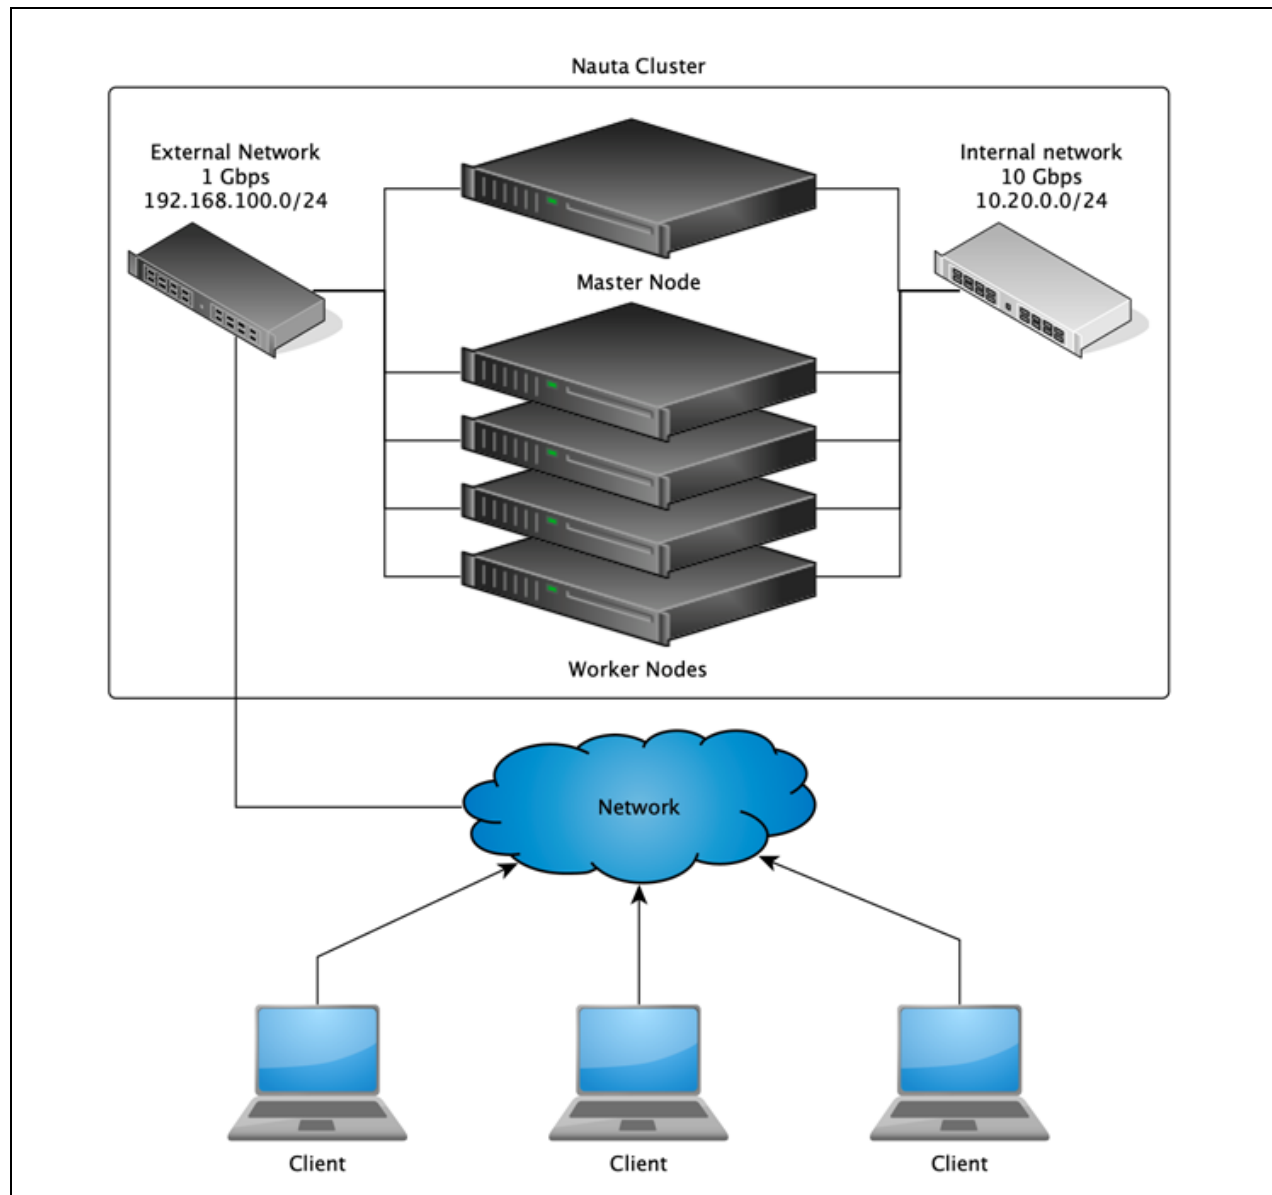 Nauta Cluster
External Network
1 Gbps
192.168.100.0/24
Internal network
10 Gbps
10.20.0.0/24
Master Node
Worker Nodes
Network
Client
Client
Client